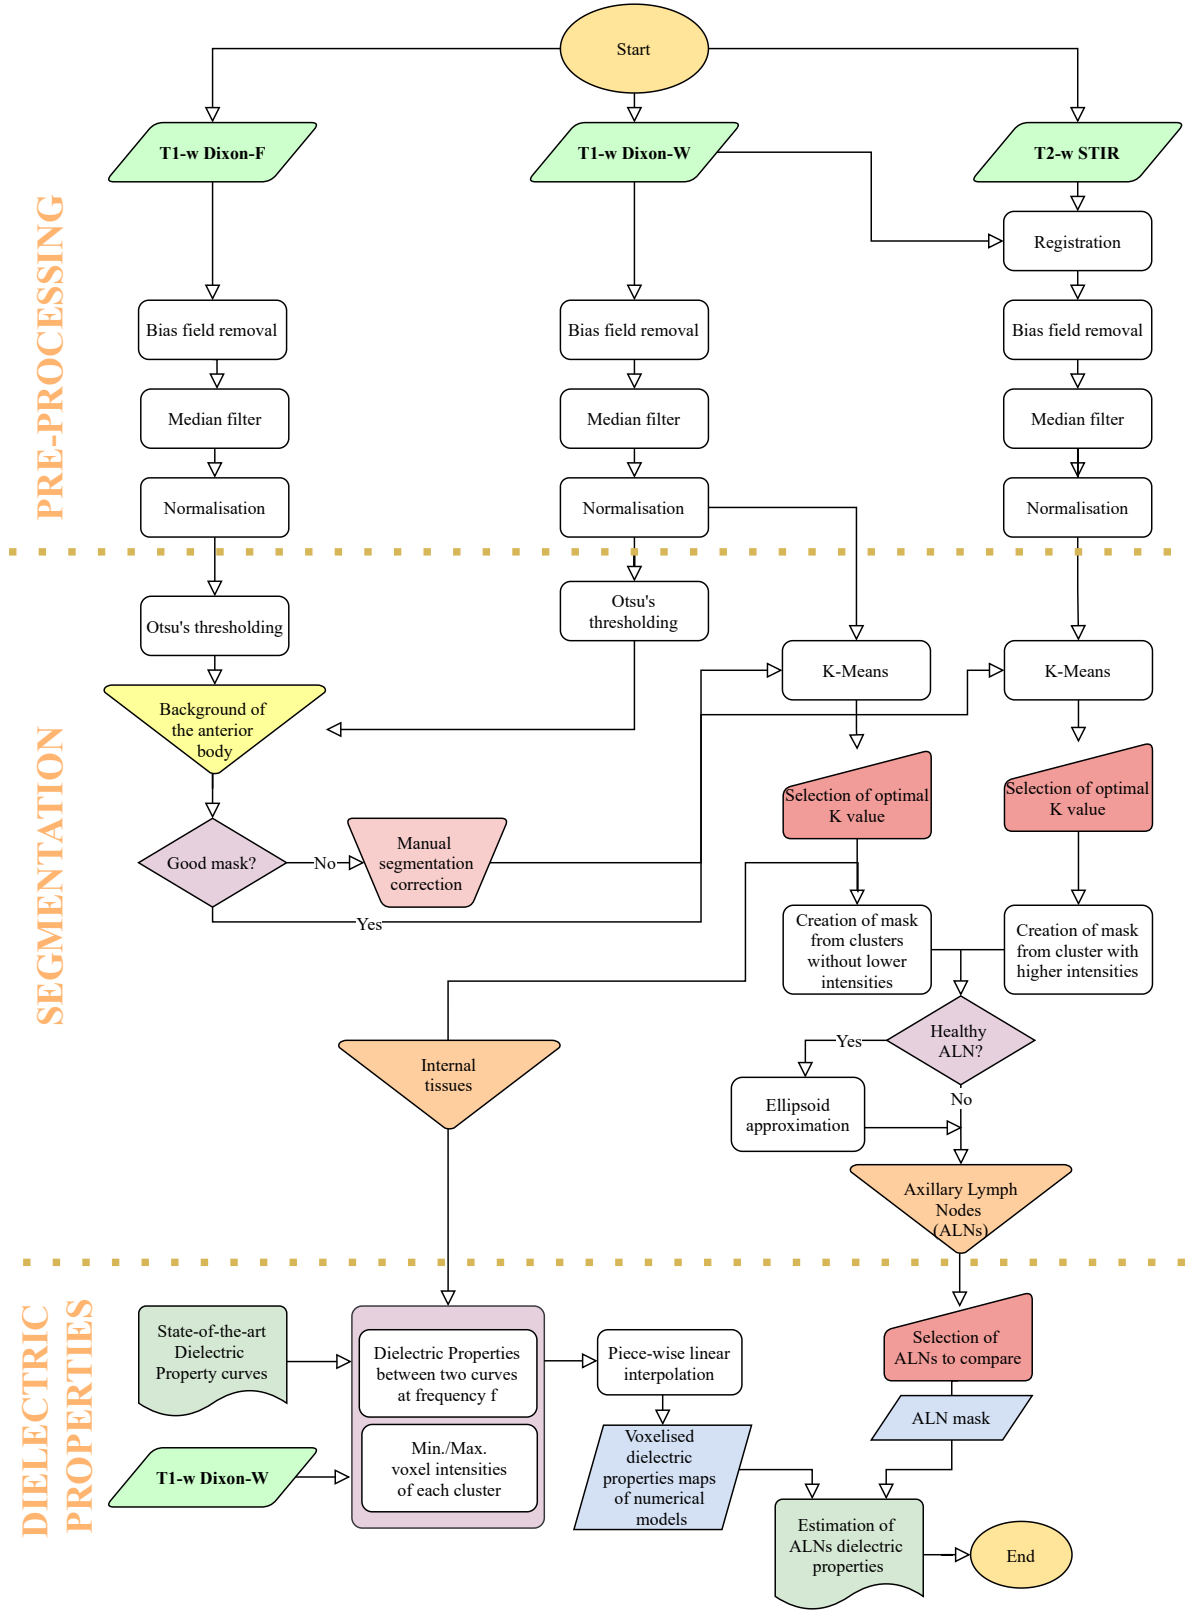 Start
T1-w Dixon-F
T1-w Dixon-W
T2-w STIR
PRE-PROCESSING
Registration
Bias field removal
Bias field removal
Bias field removal
Median filter
Median filter
Median filter
Normalisation
Normalisation
Normalisation
SEGMENTATION
Otsu's thresholding
Otsu's
thresholding
K-Means
K-Means
Background of
the anterior
body
Selection of optimal
K value
Selection of optimal
K value
Good mask?
No
Manual
segmentation
correction
Yes
Creation of mask
from clusters
without lower
intensities
Creation of mask
from cluster with
higher intensities
Healthy
ALN?
Yes
No
Internal
tissues
Ellipsoid
approximation
Axillary Lymph
Nodes
(ALNs)
DIELECTRIC
PROPERTIES
State-of-the-art
Dielectric
Property curves
Dielectric Properties
between two curves
at frequency f
Piece-wise linear
interpolation
Selection of
ALNs to compare
ALN mask
T1-w Dixon-W
Min./Max.
voxel intensities
of each cluster
Voxelised
dielectric
properties maps
of numerical
models
Estimation of
ALNs dielectric
properties
End